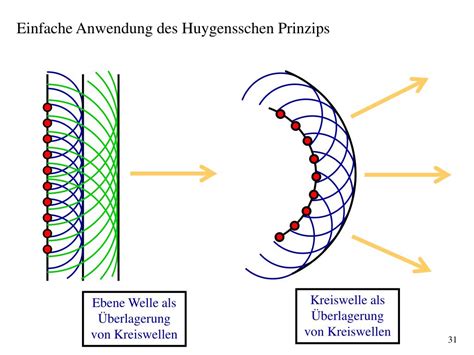 Einfache Anwendung des Huygensschen Prinzips
Ebene Welle als
Überlagerung
von Kreiswellen
Kreiswelle als
Überlagerung
von Kreiswellen
31